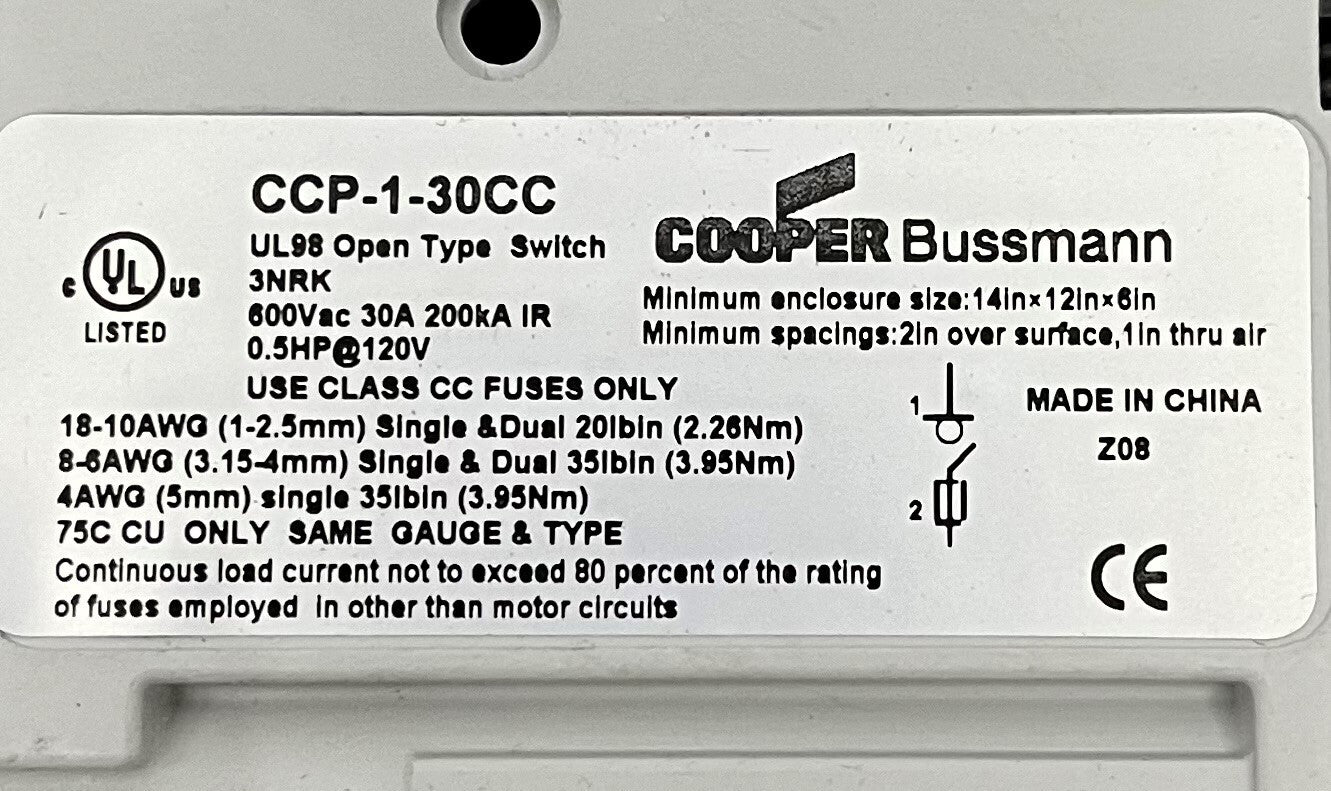 CCP-1-30CC
UL98 Open Type Switch
3NRK
600Vac 30A 200kA IR
0.5HP@120V
USE CLASS CC FUSES ONLY
C UL US
LISTED
COOPER Bussmann
Minimum enclosure size:14in×12in×6in
Minimum spacings:2in over surface,1in thru air
18-10AWG (1-2.5mm) Single &Dual 20lbin (2.26Nm)
8-6AWG (3.15-4mm) Single & Dual 35lbin (3.95Nm)
4AWG (5mm) single 35lbin (3.95Nm)
75C CU ONLY SAME GAUGE & TYPE
Continuous load current not to exceed 80 percent of the rating
of fuses employed in other than motor circuits
1
2
MADE IN CHINA
Z08
CE